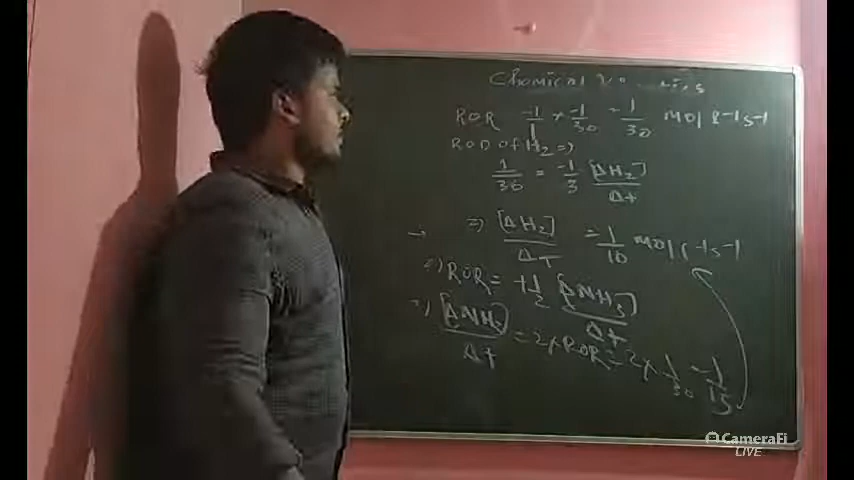 Chemical
ROR -1/1 × -1/30 = 1/30 mol l-1s-1
ROD of H2 =>
1/30 = -1/3 [ΔH2]/Δt
=> [ΔH2]/ΔT = 1/10 mol l-1s-1
=> ROR = +1/2 [ΔNH3]/Δt
=> [ΔNH3]/Δt = 2×ROR = 2× 1/30 = 1/15
CameraFi
LIVE